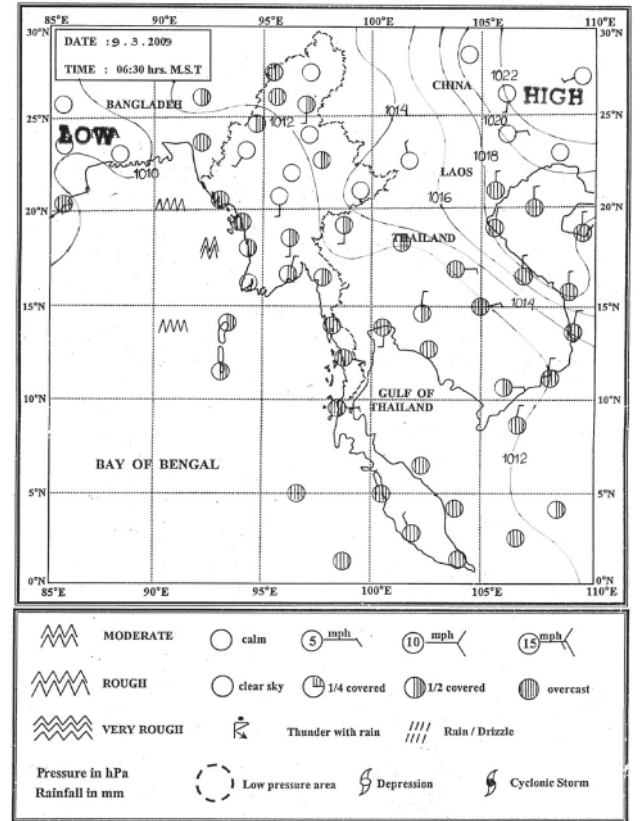 30°N
DATE : 9.3.2009
TIME : 06:30 hrs. M.S.T
85°E 90°E 95°E 100°E 105°E 110°E
30°N
CHINA
1022
HIGH
25°N
BANGLADEH
1012
1014
1020
25°N
LOW
1010
LAOS
1018
1016
20°N
20°N
THAILAND
15°N
1014
15°N
10°N
GULF OF
THAILAND
10°N
1012
BAY OF BENGAL
5°N
5°N
0°N
0°N
85°E 90°E 95°E 100°E 105°E 110°E
MODERATE calm 5 mph 10 mph 15 mph
ROUGH clear sky 1/4 covered 1/2 covered overcast
VERY ROUGH Thunder with rain Rain / Drizzle
Pressure in hPa
Rainfall in mm
Low pressure area Depression Cyclonic Storm